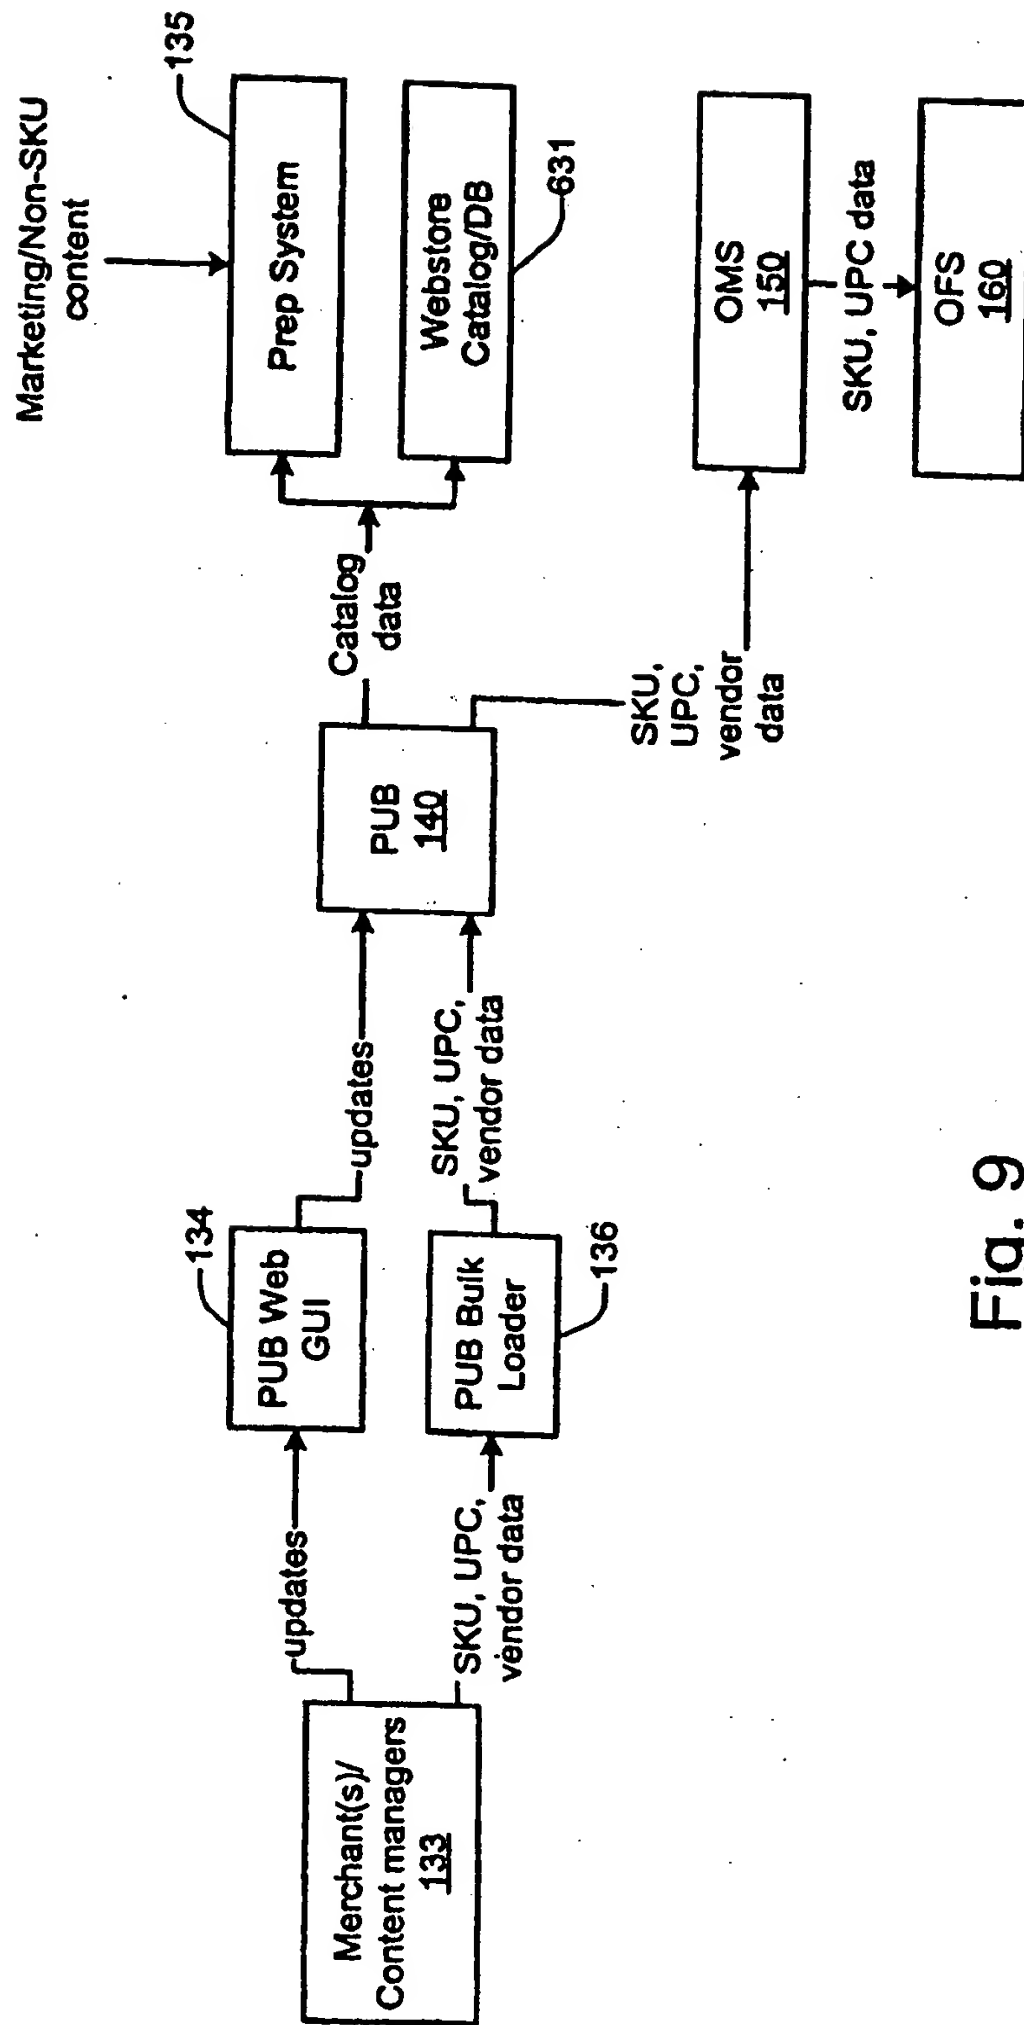 Marketing/Non-SKU
content
135
Prep System
Webstore
Catalog/DB
631
Catalog
data
PUB
140
SKU,
UPC,
vendor
data
OMS
150
SKU, UPC data
OFS
160
134
PUB Web
GUI
updates
SKU, UPC,
vendor data
PUB Bulk
Loader
136
updates
SKU, UPC,
vendor data
Merchant(s)/
Content managers
133
Fig. 9